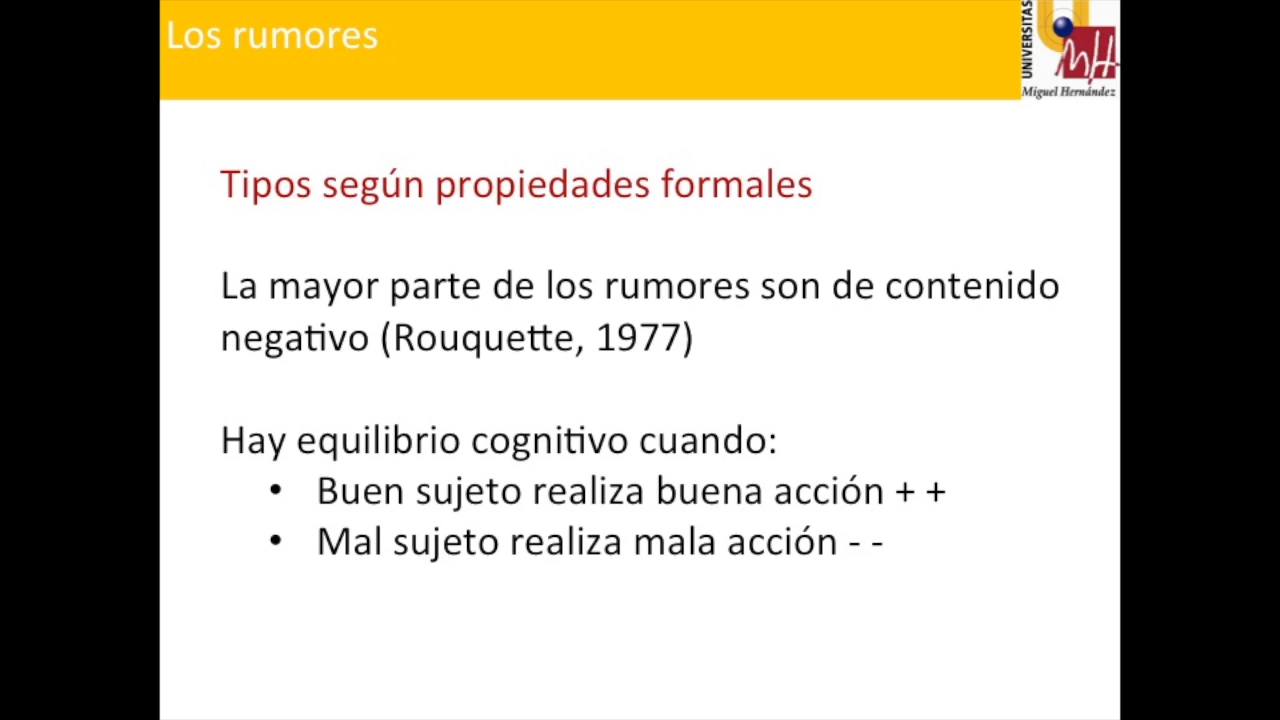 Los rumores
UNIVERSITAS
Miguel Hernández
Tipos según propiedades formales
La mayor parte de los rumores son de contenido
negativo (Rouquette, 1977)
Hay equilibrio cognitivo cuando:
• Buen sujeto realiza buena acción + +
• Mal sujeto realiza mala acción - -